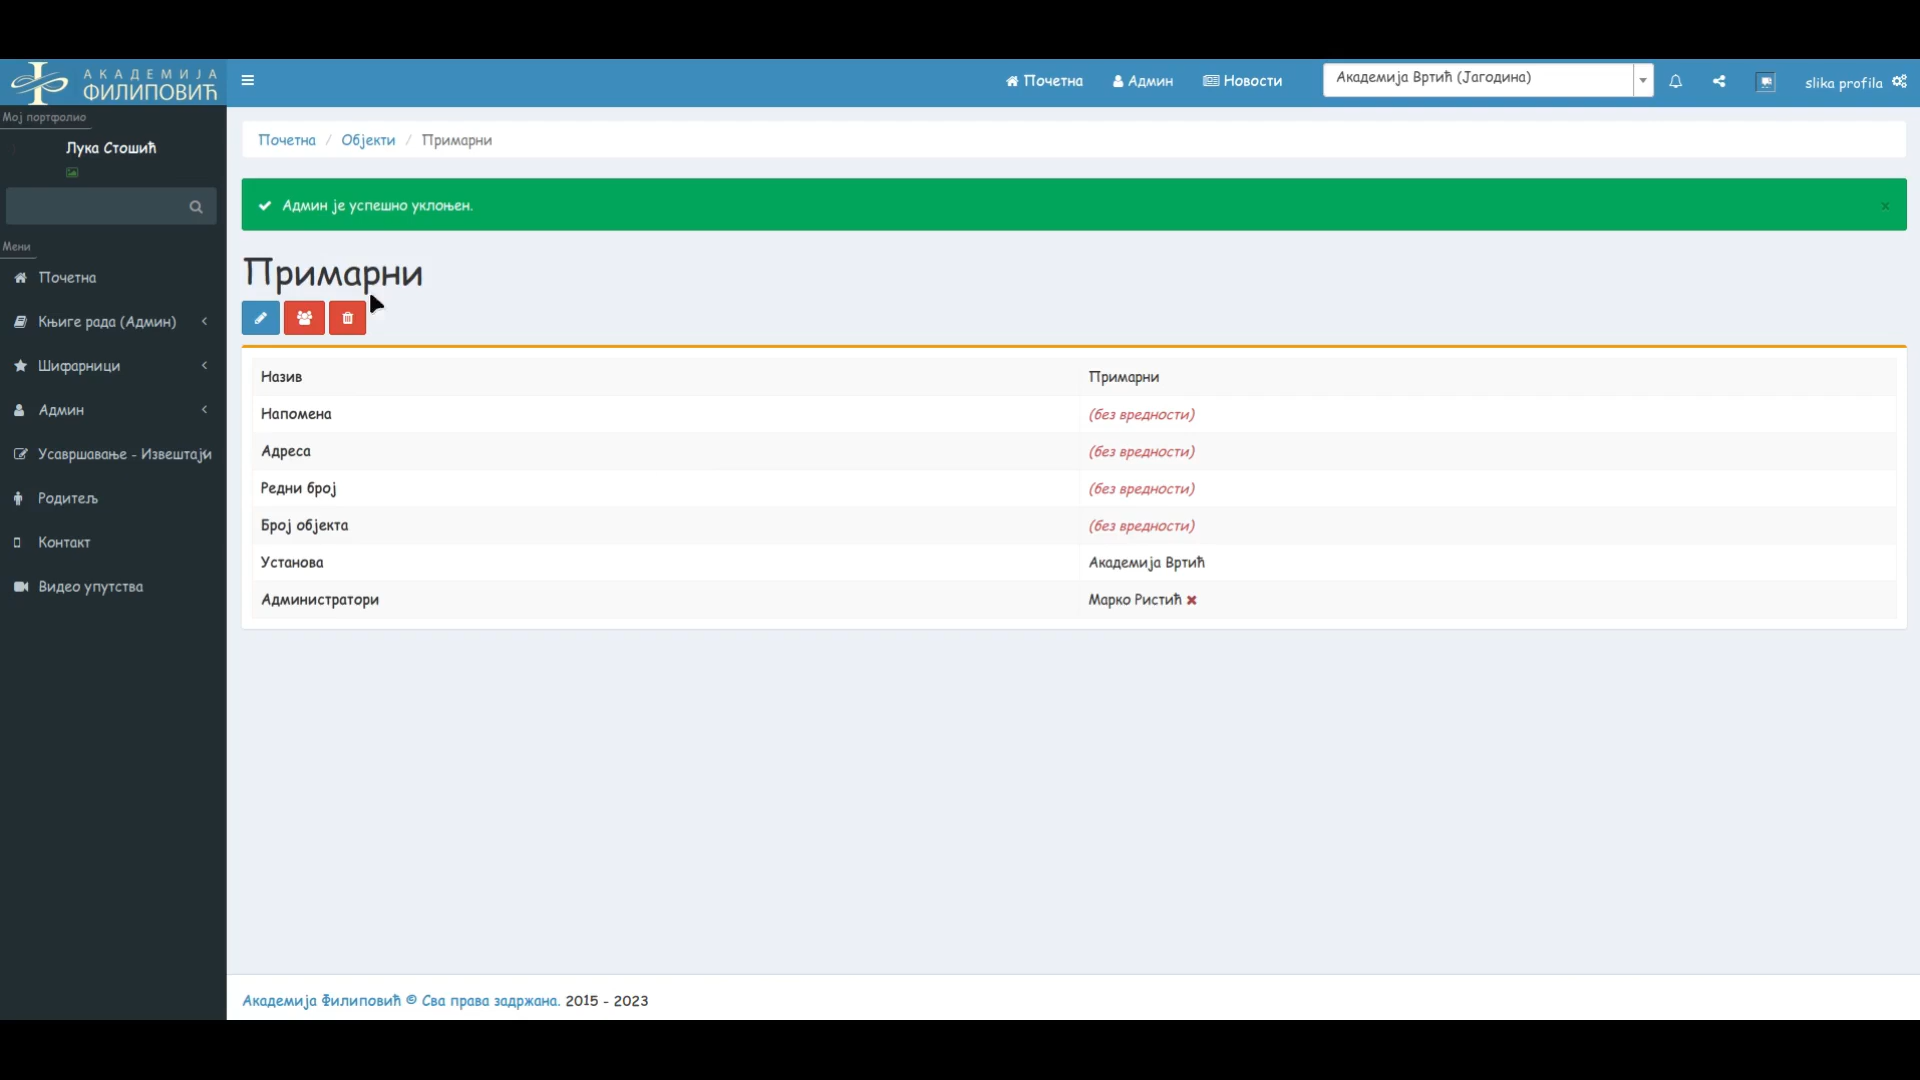 АКАДЕМИЈА
ФИЛИПОВИЋ
Почетна
Админ
Новости
Академија Вртић (Јагодина)
slika profila
Мој портфолио
Лука Стошић
Мени
Почетна
Књиге рада (Админ)
Шифарници
Админ
Усавршавање - Извештаји
Родитељ
Контакт
Видео упутства
Почетна / Објекти / Примарни
Админ је успешно уклоњен.
×
Примарни
Назив Примарни
Напомена (без вредности)
Адреса (без вредности)
Редни број (без вредности)
Број објекта (без вредности)
Установа Академија Вртић
Администратори Марко Ристић
Академија Филиповић © Сва права задржана. 2015 - 2023